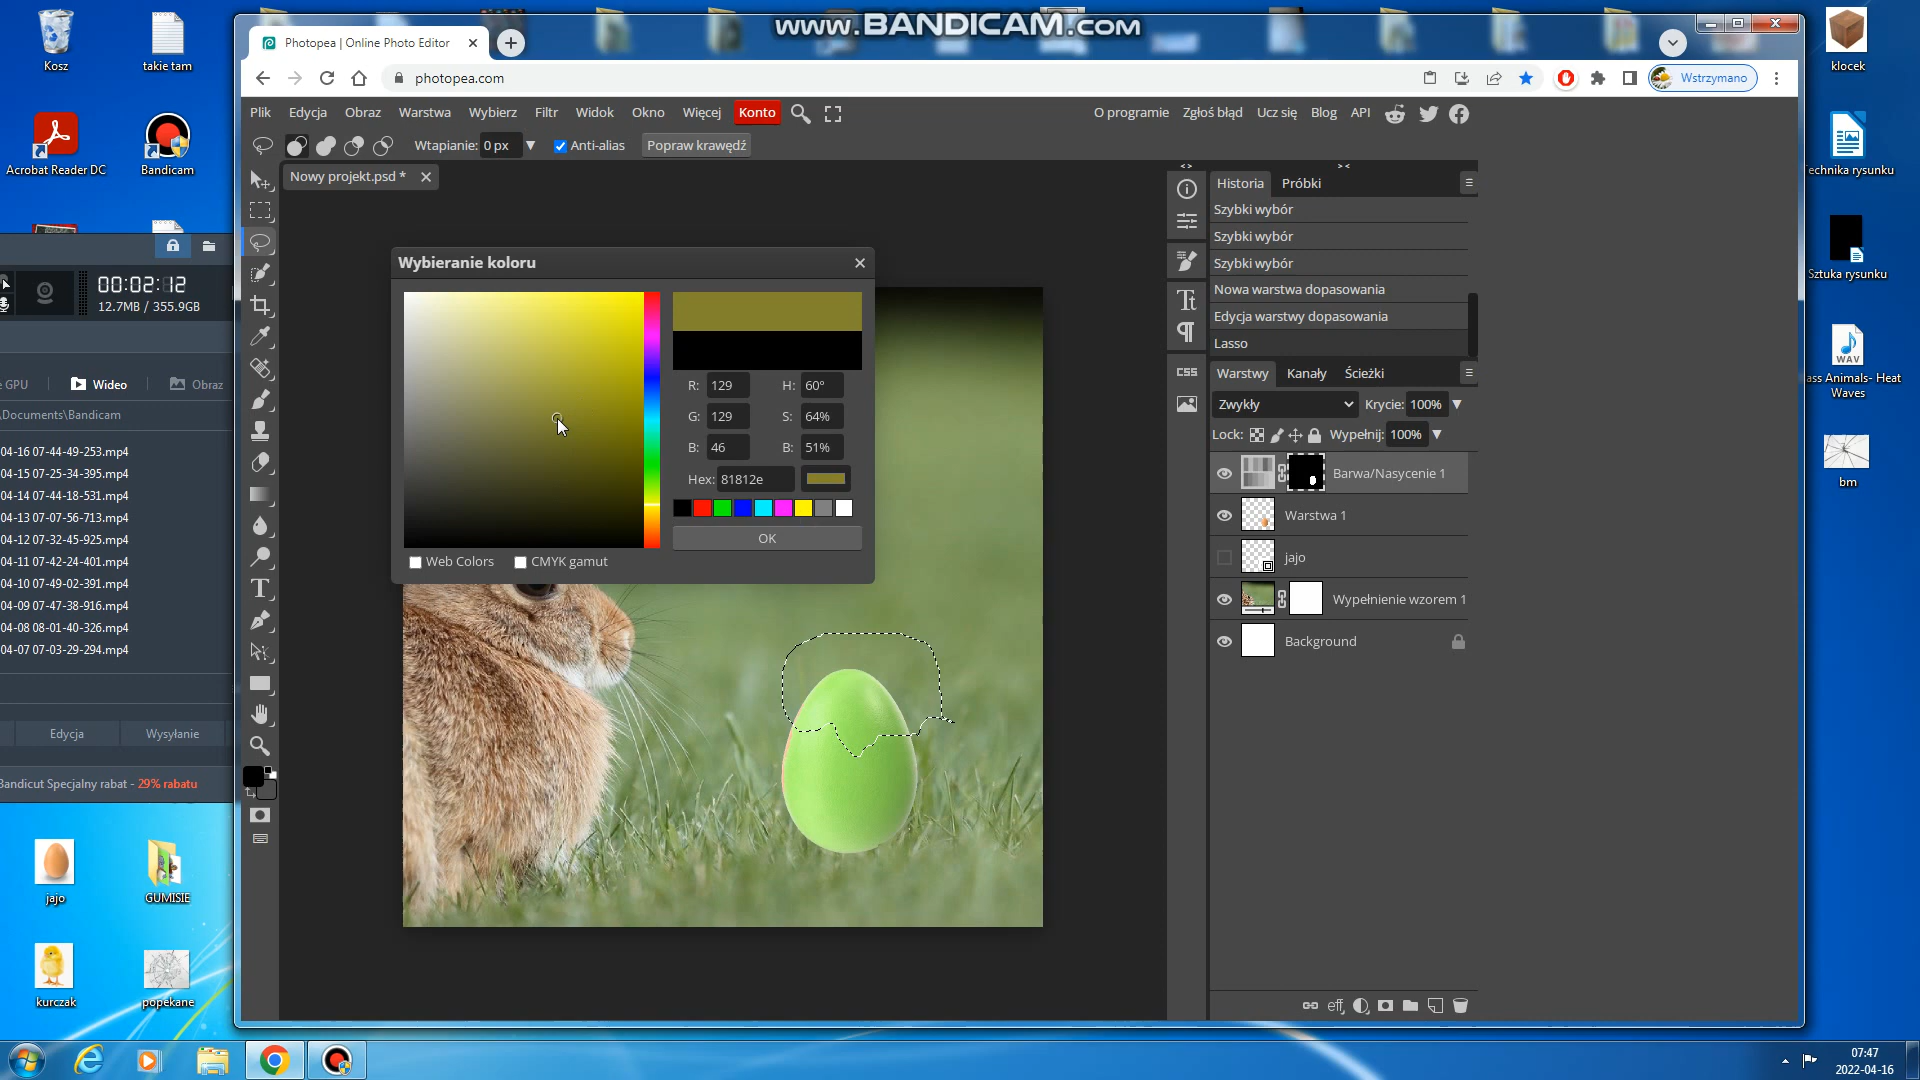 www.BANDICAM.com
Kosz
takie tam
Acrobat Reader DC
Bandicam
klocek
Technika rysunku
Sztuka rysunku
ass Animals- Heat
Waves
bm
jajo
GUMISIE
kurczak
popekane
Photopea | Online Photo Editor
photopea.com
Wstrzymano
Plik Edycja Obraz Warstwa Wybierz Filtr Widok Okno Więcej Konto
O programie Zgłoś błąd Ucz się Blog API
Wtapianie: 0 px Anti-alias Popraw krawędź
Nowy projekt.psd *
00:02:12
12.7MB / 355.9GB
e GPU Wideo Obraz
\Documents\Bandicam
04-16 07-44-49-253.mp4
04-15 07-25-34-395.mp4
04-14 07-44-18-531.mp4
04-13 07-07-56-713.mp4
04-12 07-32-45-925.mp4
04-11 07-42-24-401.mp4
04-10 07-49-02-391.mp4
04-09 07-47-38-916.mp4
04-08 08-01-40-326.mp4
04-07 07-03-29-294.mp4
Edycja Wysyłanie
Bandicut Specjalny rabat - 29% rabatu
Wybieranie koloru
R: 129 H: 60°
G: 129 S: 64%
B: 46 B: 51%
Hex: 81812e
OK
Web Colors CMYK gamut
Historia Próbki
Szybki wybór
Szybki wybór
Szybki wybór
Nowa warstwa dopasowania
Edycja warstwy dopasowania
Lasso
Warstwy Kanały Ścieżki
Zwykły Krycie: 100%
Lock: Wypełnij: 100%
Barwa/Nasycenie 1
Warstwa 1
jajo
Wypełnienie wzorem 1
Background
CSS
eff
07:47
2022-04-16